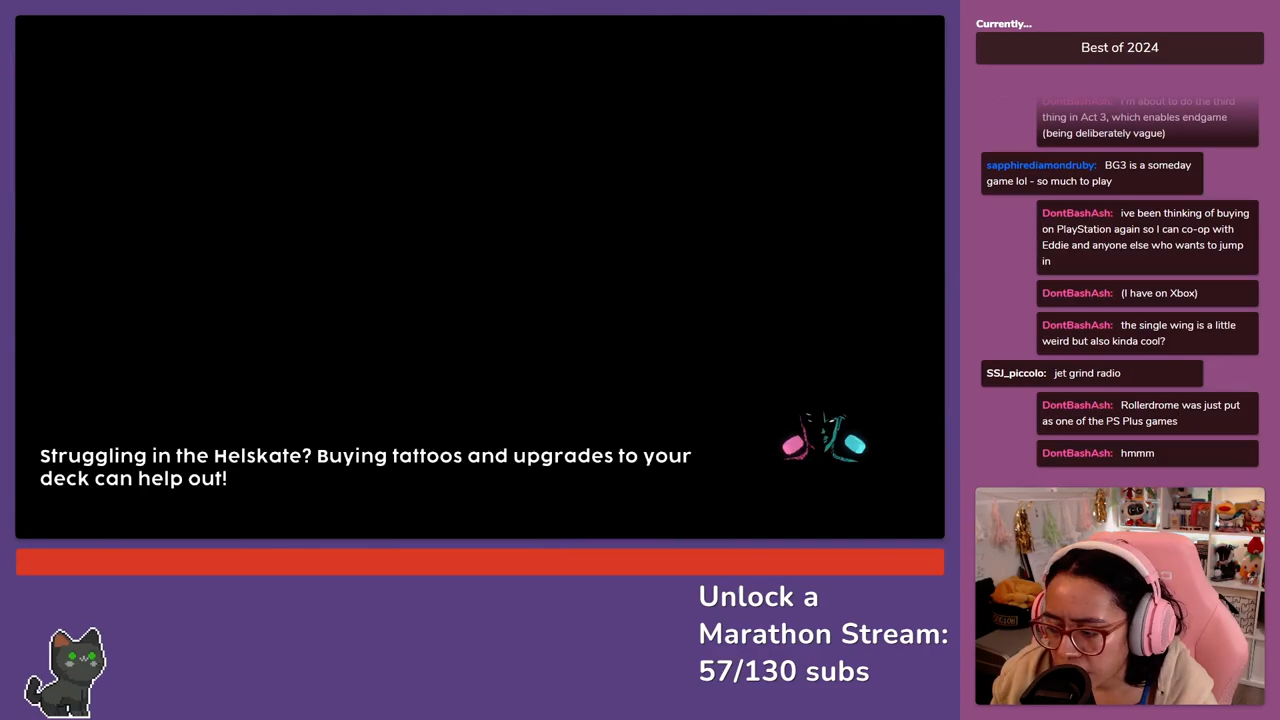 Currently...
Best of 2024
DontBashAsh: I'm about to do the third
thing in Act 3, which enables endgame
(being deliberately vague)
sapphirediamondruby: BG3 is a someday
game lol - so much to play
DontBashAsh: ive been thinking of buying
on PlayStation again so I can co-op with
Eddie and anyone else who wants to jump
in
DontBashAsh: (I have on Xbox)
DontBashAsh: the single wing is a little
weird but also kinda cool?
SSJ_piccolo: jet grind radio
DontBashAsh: Rollerdrome was just put
as one of the PS Plus games
DontBashAsh: hmmm
Struggling in the Helskate? Buying tattoos and upgrades to your
deck can help out!
Unlock a
Marathon Stream:
57/130 subs